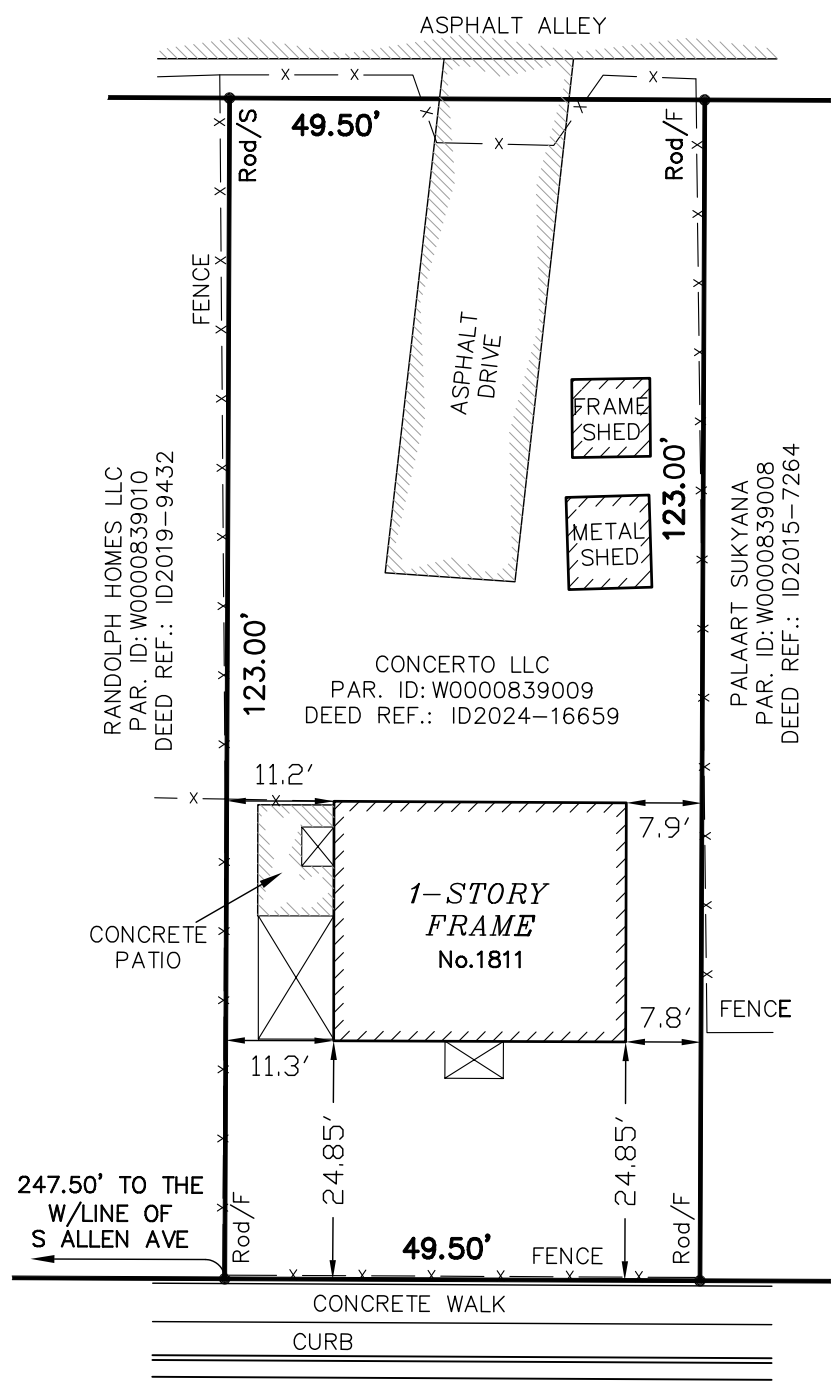 ASPHALT ALLEY
49.50'
Rod/S
Rod/F
FENCE
ASPHALT
DRIVE
FRAME
SHED
METAL
SHED
123.00'
RANDOLPH HOMES LLC
PAR. ID: W0000839010
DEED REF.: ID2019-9432
PALAART SUKYANA
PAR. ID: W0000839008
DEED REF.: ID2015-7264
123.00'
CONCERTO LLC
PAR. ID: W0000839009
DEED REF.: ID2024-16659
11.2'
7.9'
1-STORY
FRAME
No.1811
CONCRETE
PATIO
7.8'
FENCE
11.3'
24.85'
24.85'
247.50' TO THE
W/LINE OF
S ALLEN AVE
Rod/F
49.50'
FENCE
Rod/F
CONCRETE WALK
CURB